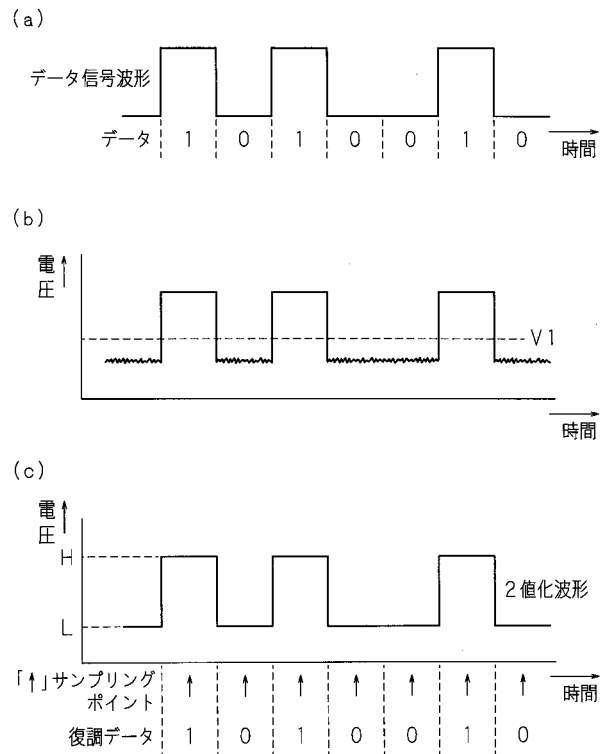 (a)
データ信号波形
データ 1 0 1 0 0 1 0
時間
(b)
電圧
V1
時間
(c)
電圧
H
2値化波形
L
「↑」サンプリング
ポイント
時間
復調データ 1 0 1 0 0 1 0